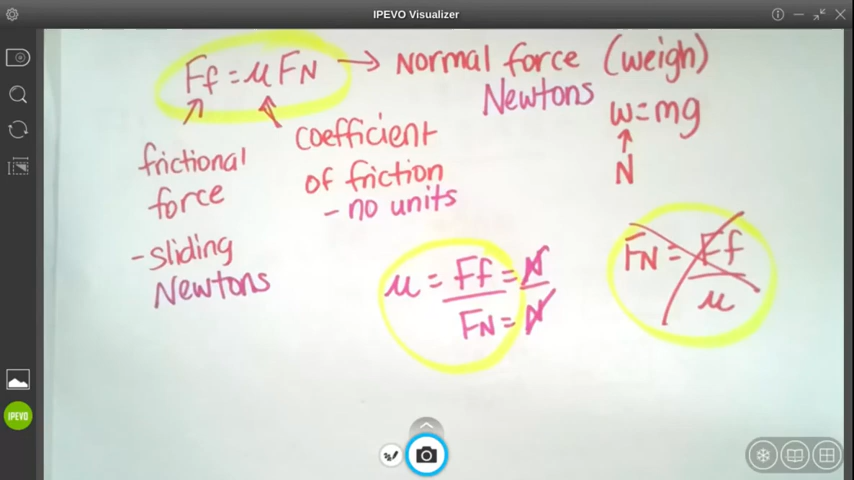 IPEVO Visualizer
Ff = μ FN → Normal force (weigh)
Newtons
w = mg
N
frictional
force
- sliding
Newtons
coefficient
of friction
- no units
μ = Ff = N
FN = N
FN = Ff
μ
IPEVO